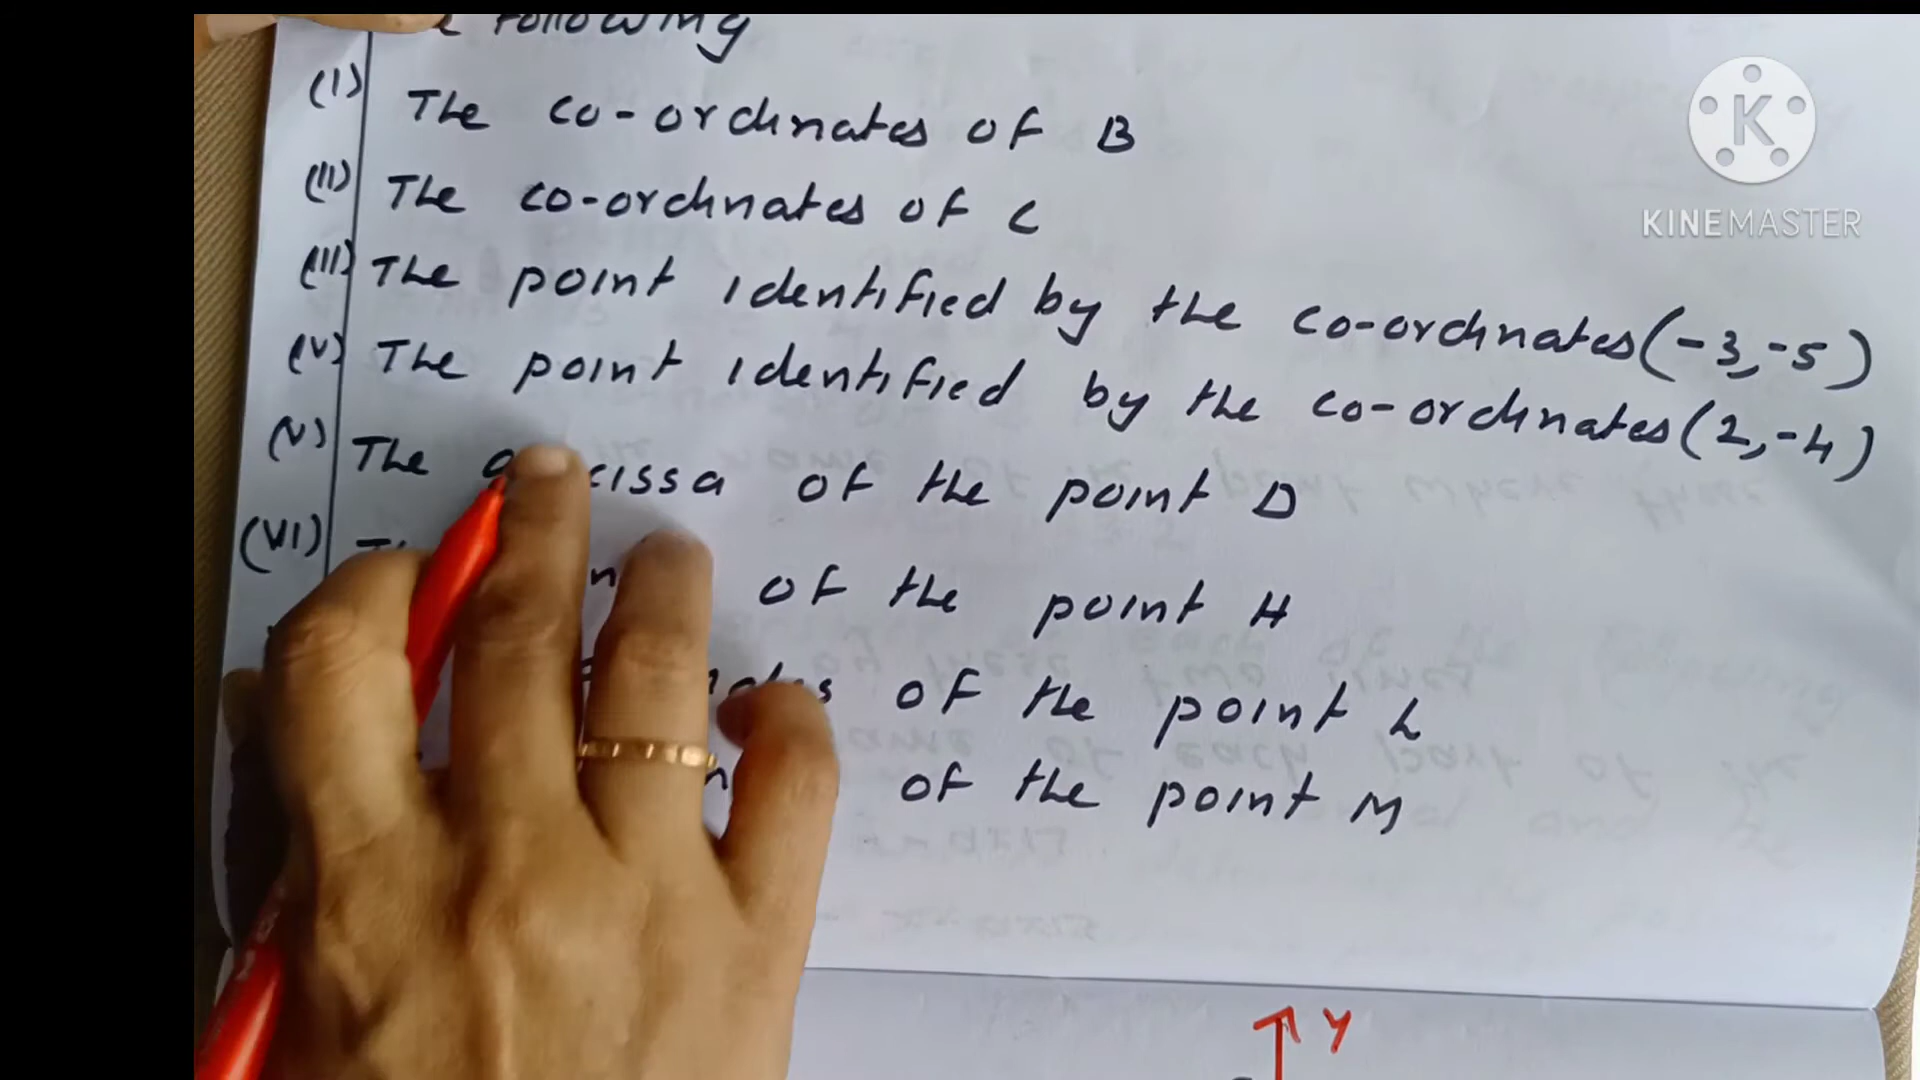 following
(I) The co-ordinates of B
(II) The co-ordinates of C
(III) The point identified by the co-ordinates (-3,-5)
(V) The point identified by the co-ordinates (2,-4)
(V) The cissa of the point D
(VI) of the point H
of the point L
of the point M
Y
K
KINEMASTER